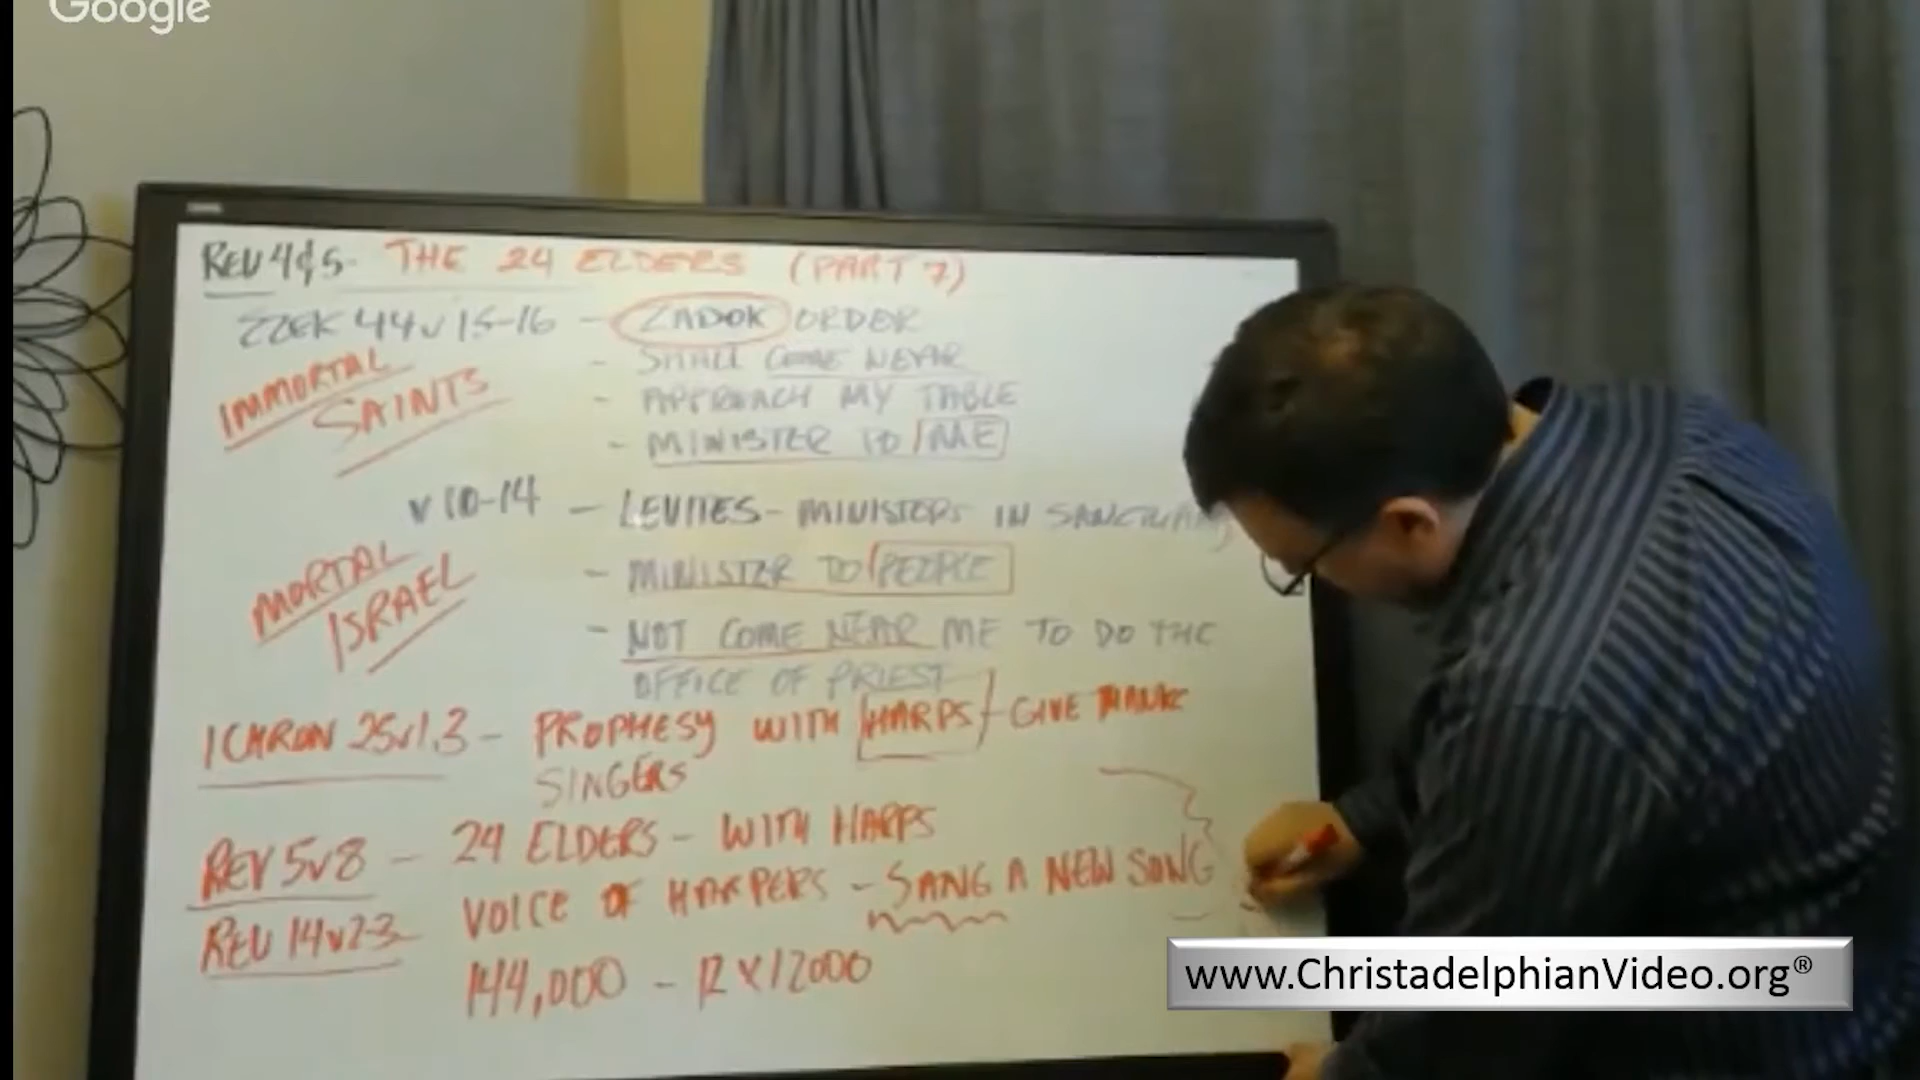 Google
REV 4&5- THE 24 ELDERS (PART 7)
EZEK 44v15-16 - ZADOK ORDER
- SHALL COME NEAR
IMMORTAL
SAINTS
- APPROACH MY TABLE
- MINISTER TO ME
v10-14 - LEVITES - MINISTERS IN SANCTUARY
MORTAL
ISRAEL
- MINISTER TO PEOPLE
- NOT COME NEAR ME TO DO THE
OFFICE OF PRIEST
1 CHRON 25v1.3 - PROPHESY WITH HARPS / GIVE THANKS
SINGERS
REV 5v8 - 24 ELDERS - WITH HARPS
REV 14v2-3 VOICE OF HARPERS - SANG A NEW SONG
144,000 - 12 x 12000
www.ChristadelphianVideo.org®